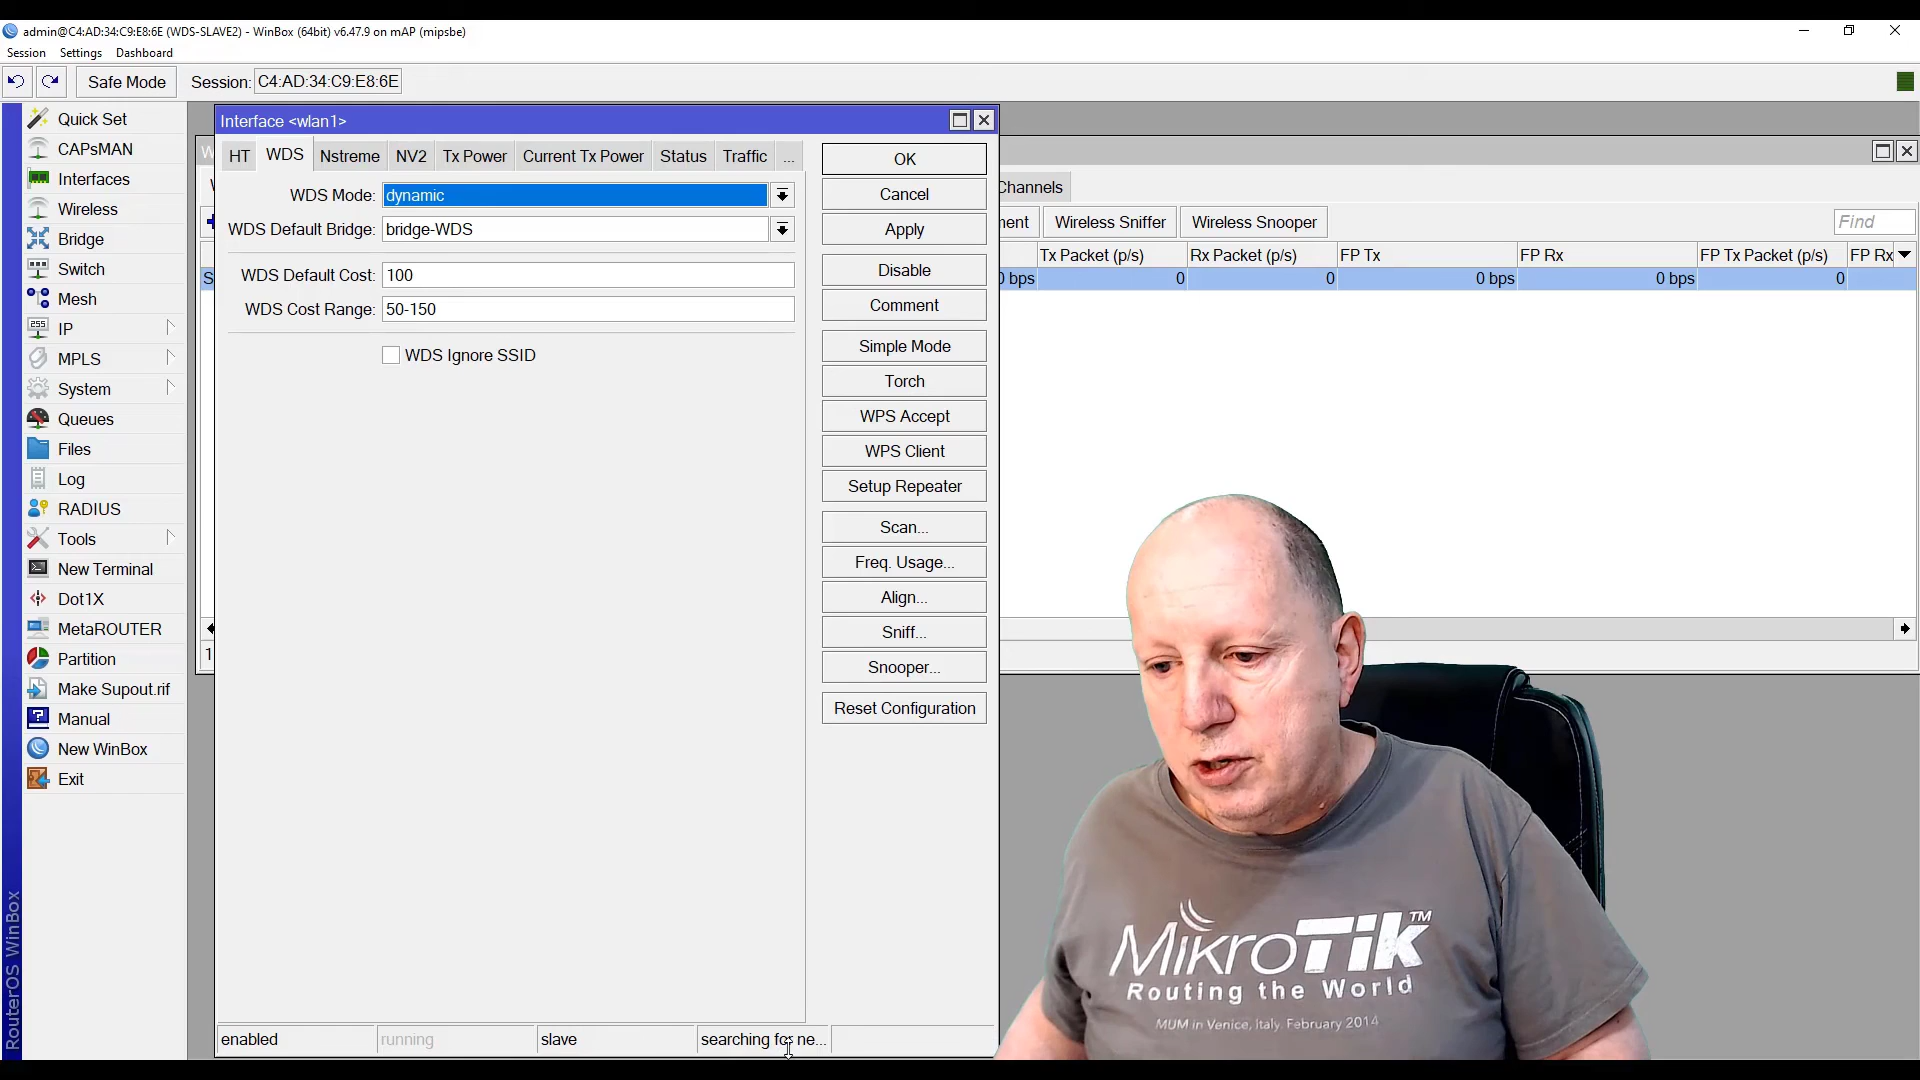 admin@C4:AD:34:C9:E8:6E (WDS-SLAVE2) - WinBox (64bit) v6.47.9 on mAP (mipsbe)
Session Settings Dashboard
Safe Mode Session: C4:AD:34:C9:E8:6E
Quick Set
CAPsMAN
Interfaces
Wireless
Bridge
Switch
Mesh
IP
MPLS
System
Queues
Files
Log
RADIUS
Tools
New Terminal
Dot1X
MetaROUTER
Partition
Make Supout.rif
Manual
New WinBox
Exit
RouterOS WinBox
Interface <wlan1>
HT WDS Nstreme NV2 Tx Power Current Tx Power Status Traffic ...
WDS Mode: dynamic
WDS Default Bridge: bridge-WDS
WDS Default Cost: 100
WDS Cost Range: 50-150
WDS Ignore SSID
OK
Cancel
Apply
Disable
Comment
Simple Mode
Torch
WPS Accept
WPS Client
Setup Repeater
Scan...
Freq. Usage...
Align...
Sniff...
Snooper...
Reset Configuration
enabled running slave searching for ne...
Channels
ment Wireless Sniffer Wireless Snooper Find
Tx Packet (p/s) Rx Packet (p/s) FP Tx FP Rx FP Tx Packet (p/s) FP Rx
S 0 bps 0 0 0 bps 0 bps 0
1
MikroTik TM
Routing the World
MUM in Venice, Italy. February 2014